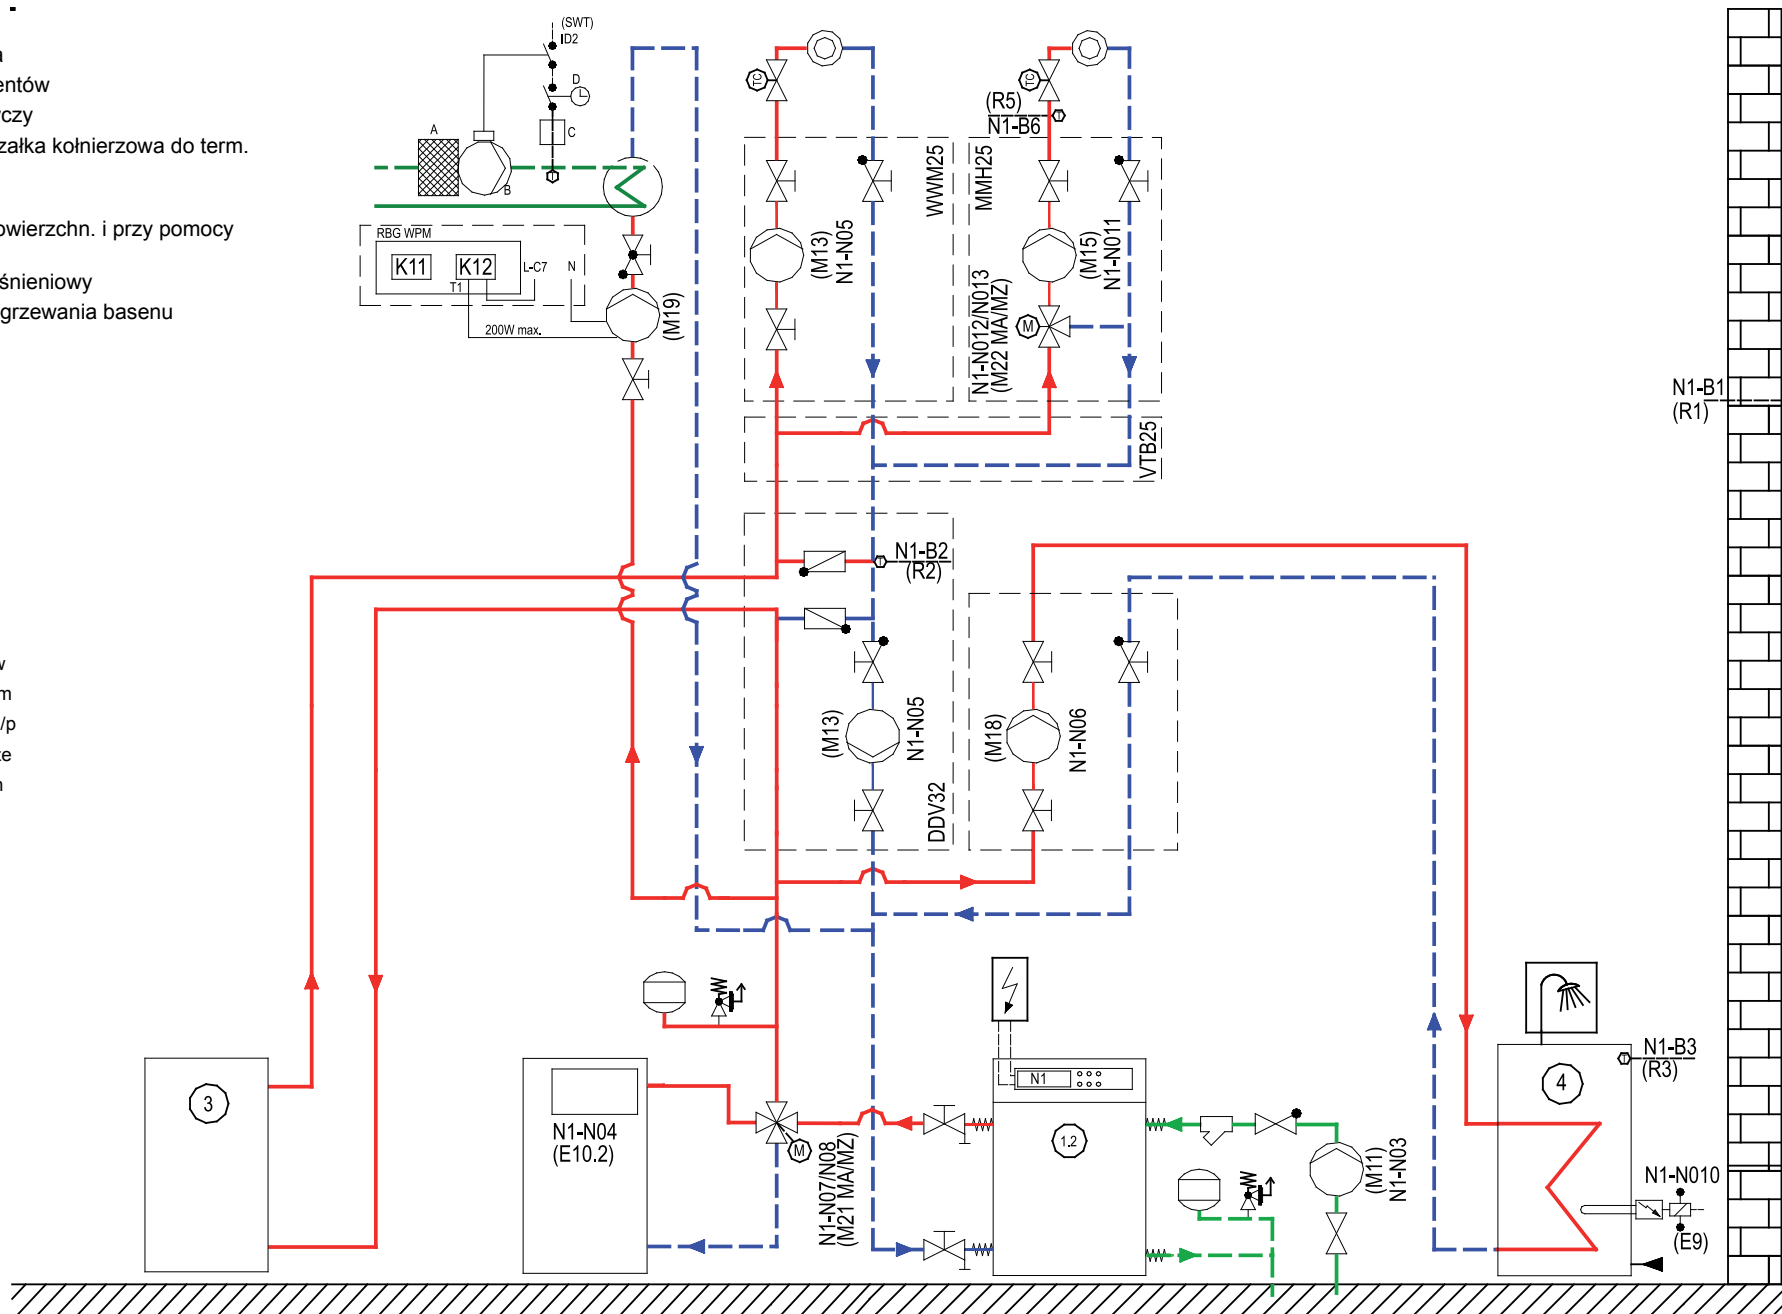 entów
czy
załka kołnierzowa do term.
owierzchn. i przy pomocy
śnieniowy
grzewania basenu
w
m
/p
te
(SWT)
ID2
D
A
C
B
RBG WPM
K11
K12
L-C7
N
T1
200W max.
(M19)
TC
WWM25
(M13)
N1-N05
TC
(R5)
N1-B6
MMH25
(M15)
N1-N011
M
N1-N012/N013
(M22 MA/MZ)
VTB25
N1-B1
(R1)
N1-B2
(R2)
(M13)
N1-N05
DDV32
(M18)
N1-N06
3
N1-N04
(E10.2)
M
N1-N07/N08
(M21 MA/MZ)
N1
1.2
(M11)
N1-N03
4
N1-B3
(R3)
N1-N010
(E9)